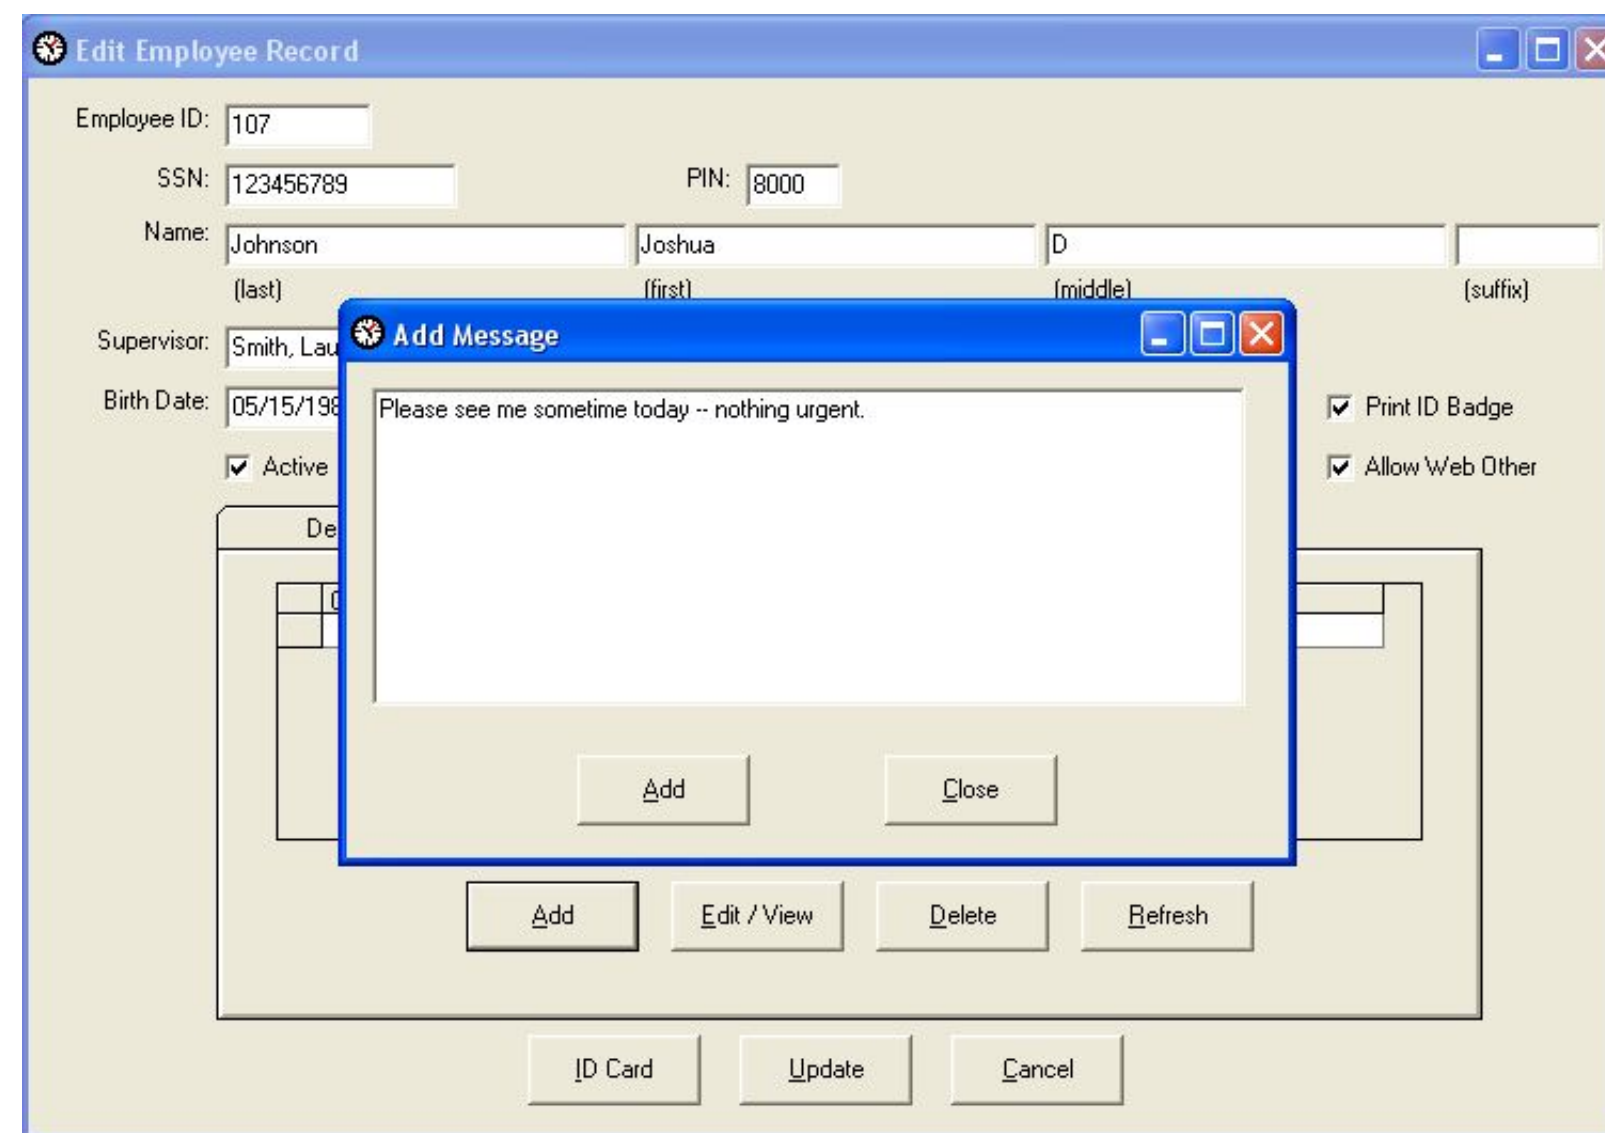 Edit Employee Record
Employee ID: 107
SSN: 123456789 PIN: 8000
Name: Johnson Joshua D
(last) (first) (middle) (suffix)
Supervisor: Smith,
Birth Date:
Print ID Badge
Active
Allow Web Other
Add Message
Please see me sometime today -- nothing urgent.
Add Close
Add Edit / View Delete Refresh
ID Card Update Cancel